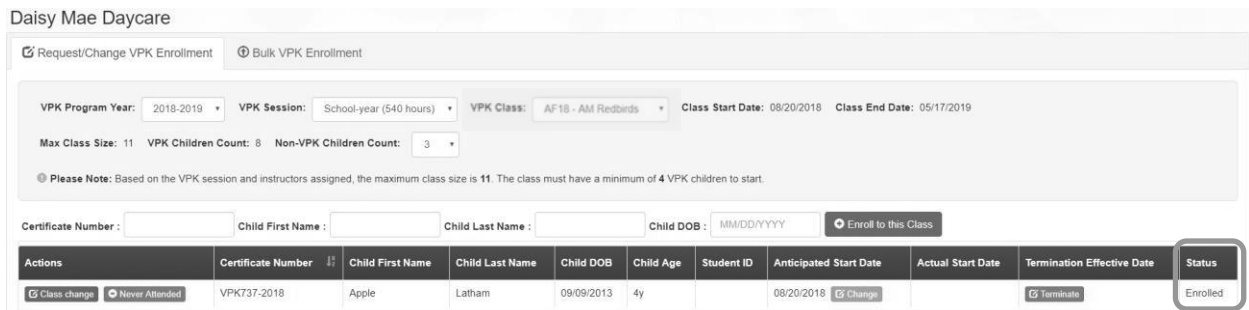 Daisy Mae Daycare
Request/Change VPK Enrollment Bulk VPK Enrollment
VPK Program Year: 2018-2019 VPK Session: School-year (540 hours) VPK Class: AF18 - AM Redbirds Class Start Date: 08/20/2018 Class End Date: 05/17/2019
Max Class Size: 11 VPK Children Count: 8 Non-VPK Children Count: 3
Please Note: Based on the VPK session and instructors assigned, the maximum class size is 11. The class must have a minimum of 4 VPK children to start.
Certificate Number : Child First Name : Child Last Name : Child DOB : MM/DD/YYYY Enroll to this Class
Actions Certificate Number Child First Name Child Last Name Child DOB Child Age Student ID Anticipated Start Date Actual Start Date Termination Effective Date Status
Class change Never Attended VPK737-2018 Apple Latham 09/09/2013 4y 08/20/2018 Change Terminate Enrolled